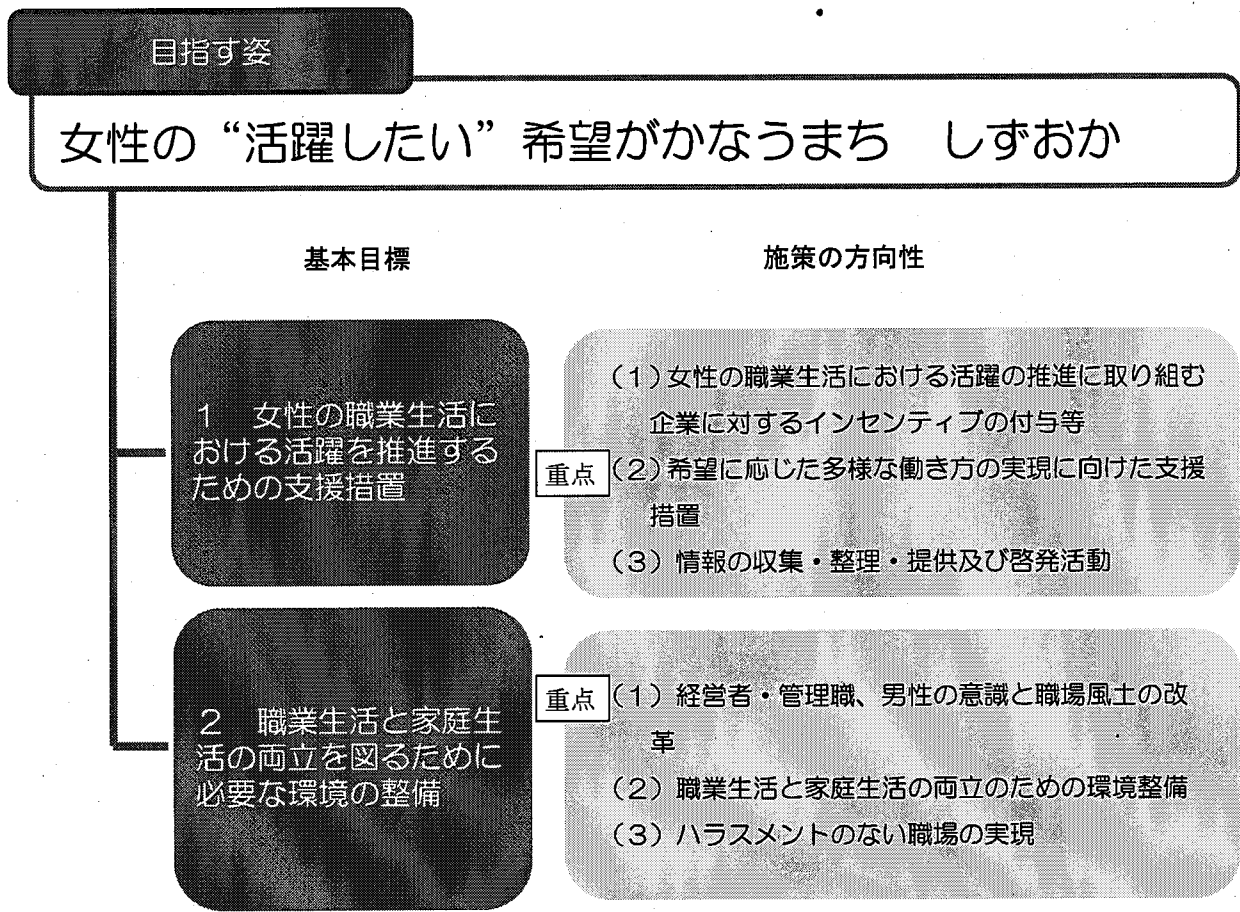 目指す姿
女性の“活躍したい”希望がかなうまち　しずおか
基本目標
施策の方向性
1　女性の職業生活に
おける活躍を推進する
ための支援措置
（1）女性の職業生活における活躍の推進に取り組む
企業に対するインセンティブの付与等
重点
（2）希望に応じた多様な働き方の実現に向けた支援
措置
（3）情報の収集・整理・提供及び啓発活動
2　職業生活と家庭生
活の両立を図るために
必要な環境の整備
重点
（1）経営者・管理職、男性の意識と職場風土の改
革
（2）職業生活と家庭生活の両立のための環境整備
（3）ハラスメントのない職場の実現